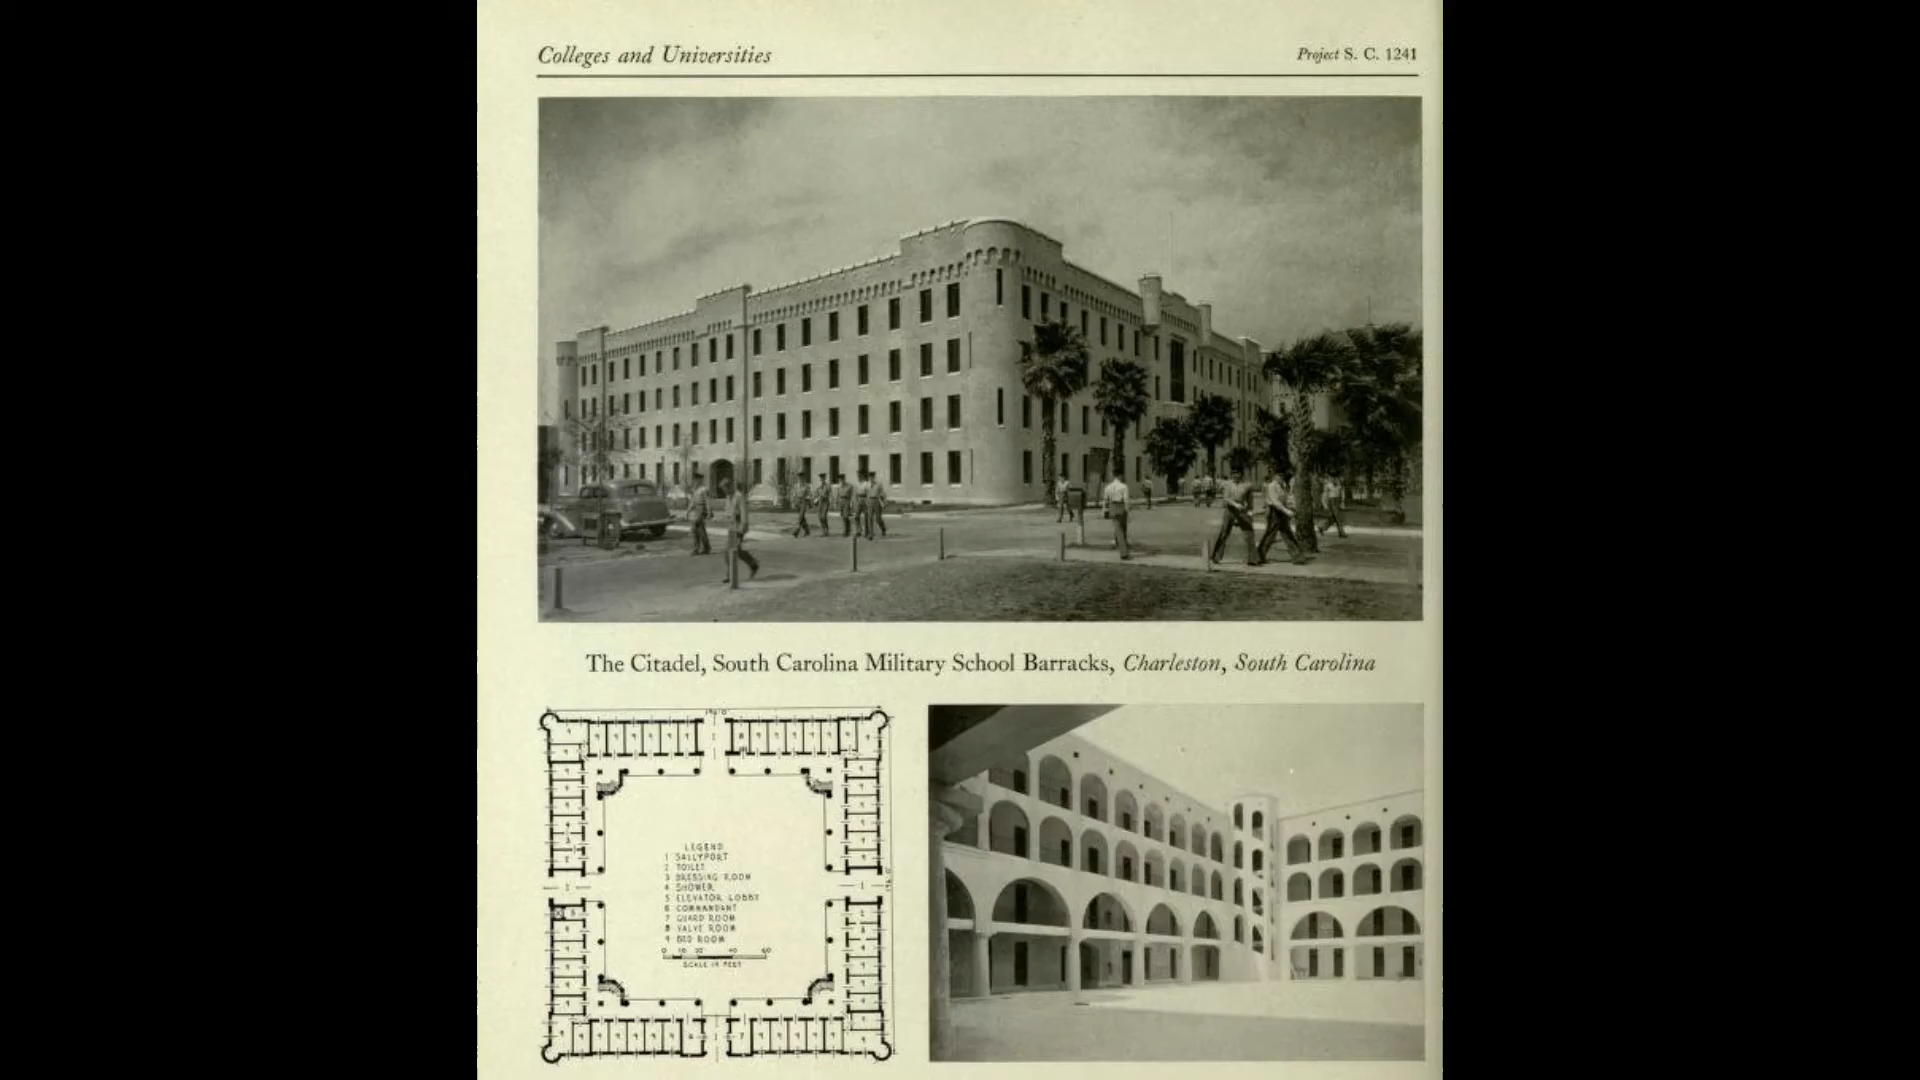 Colleges and Universities
Project S. C. 1241
The Citadel, South Carolina Military School Barracks, Charleston, South Carolina
LEGEND
1 SALLYPORT
2 TOILET
3 DRESSING ROOM
4 SHOWER
5 ELEVATOR LOBBY
6 COMMANDANT
7 GUARD ROOM
8 VALVE ROOM
9 BED ROOM
0 10 20 40 60
SCALE IN FEET